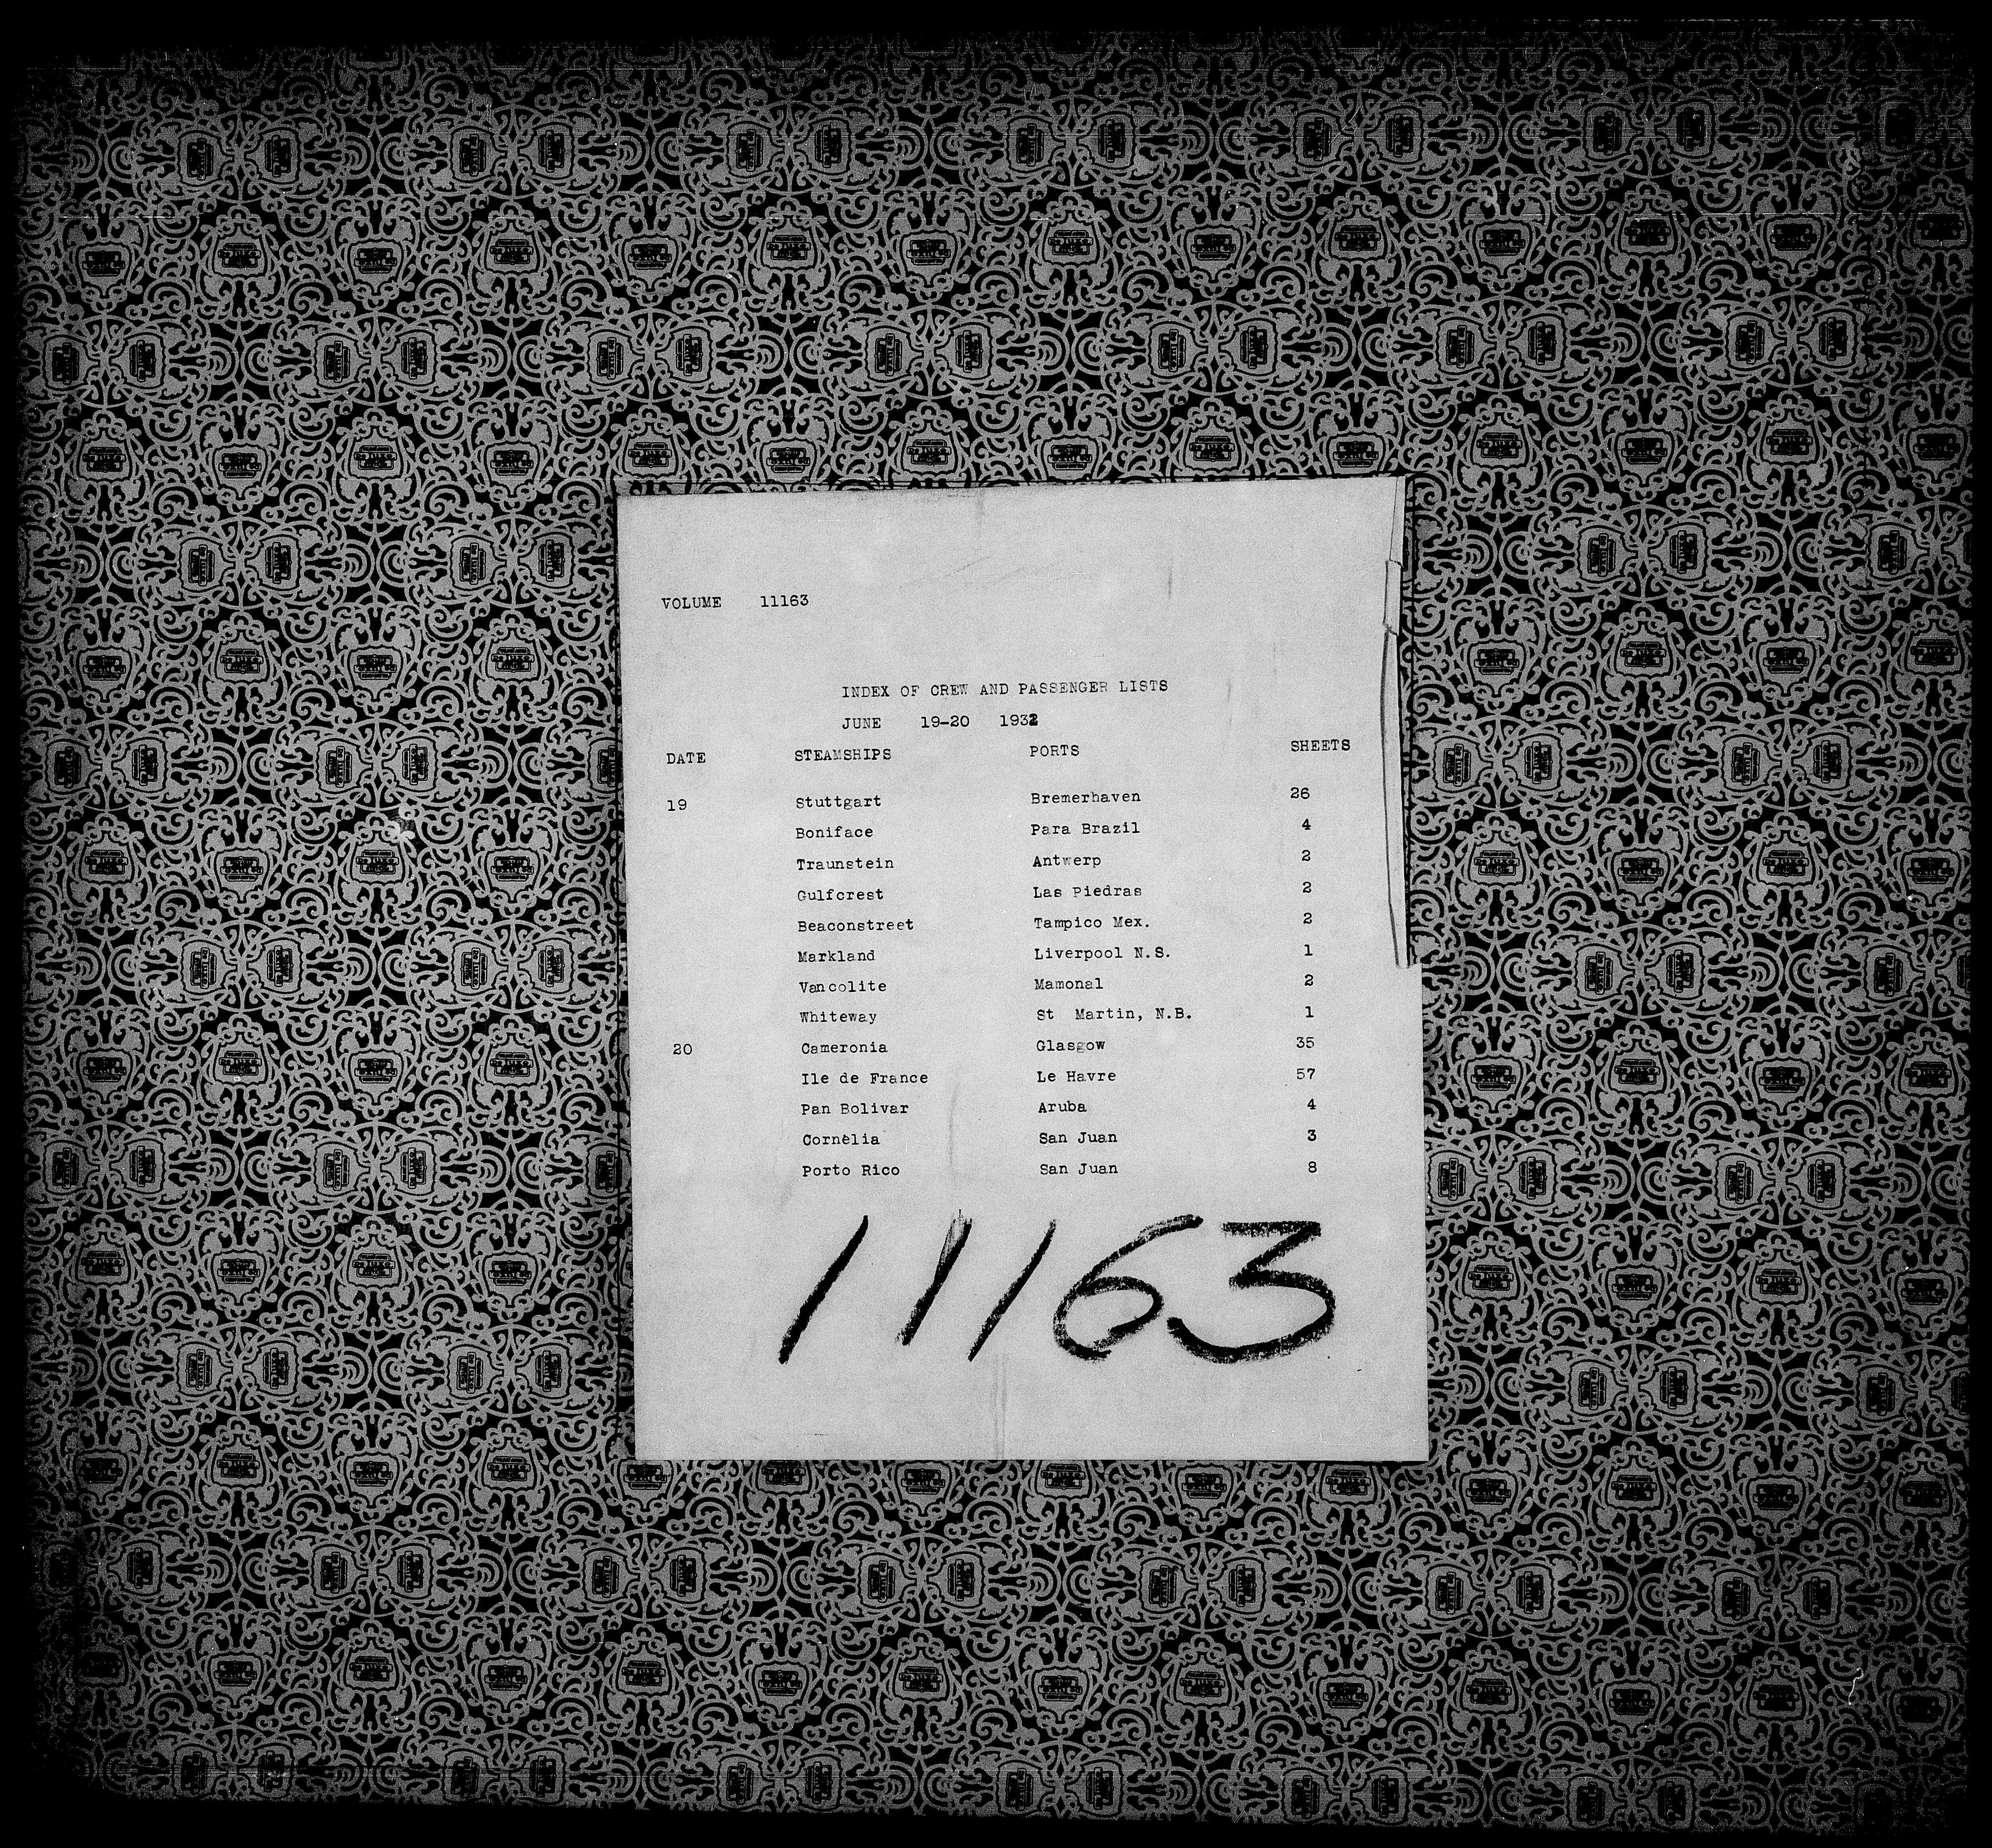 VOLUME 11163
INDEX OF CREW AND PASSENGER LISTS
JUNE 19-20 1932
DATE STEAMSHIPS PORTS SHEETS
19 Stuttgart Bremerhaven 26
Boniface Para Brazil 4
Traunstein Antwerp 2
Gulfcrest Las Piedras 2
Beaconstreet Tampico Mex. 2
Markland Liverpool N.S. 1
Vancolite Mamonal 2
Whiteway St Martin, N.B. 1
20 Cameronia Glasgow 35
Ile de France Le Havre 57
Pan Bolivar Aruba 4
Cornelia San Juan 3
Porto Rico San Juan 8
11163